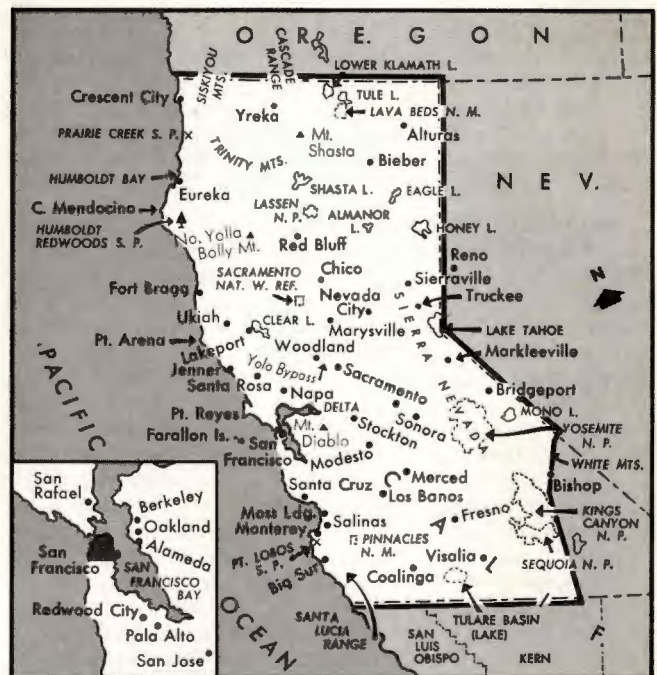 OREGON
CASCADE
RANGE
SISKIYOU
MTS.
LOWER KLAMATH L.
Crescent City
TULE L.
Yreka
LAVA BEDS N. M.
PRAIRIE CREEK S. P.
Mt.
Shasta
Alturas
TRINITY MTS.
Bieber
NEV.
HUMBOLDT BAY
Eureka
SHASTA L.
EAGLE L.
C. Mendocino
LASSEN
N. P.
ALMANOR
L.
HONEY L.
HUMBOLDT
REDWOODS S. P.
No. Yolla
Bolly Mt.
Red Bluff
Reno
Chico
SACRAMENTO
NAT. W. REF.
Sierraville
N
Fort Bragg
Nevada
City
Truckee
Ukiah
CLEAR L.
Marysville
SIERRA NEVADA
LAKE TAHOE
Pt. Arena
Lakeport
Woodland
Markleeville
Jenner
Yolo Bypass
Santa Rosa
Sacramento
Bridgeport
Napa
PACIFIC
OCEAN
Pt. Reyes
DELTA
MONO L.
Farallon Is.
Mt.
Diablo
Stockton
Sonora
YOSEMITE
N. P.
San
Francisco
Modesto
WHITE MTS.
Bishop
Santa Cruz
Merced
Los Banos
Moss Ldg.
Monterey
Salinas
CALIF
Fresno
KINGS
CANYON
N. P.
PT. LOBOS
S. P.
PINNACLES
N. M.
Visalia
SEQUOIA N. P.
Big Sur
Coalinga
SANTA
LUCIA
RANGE
TULARE BASIN
(LAKE)
SAN
LUIS
OBISPO
KERN
San
Rafael
Berkeley
Oakland
Alameda
San
Francisco
SAN
FRANCISCO
BAY
Redwood City
Pala Alto
San Jose